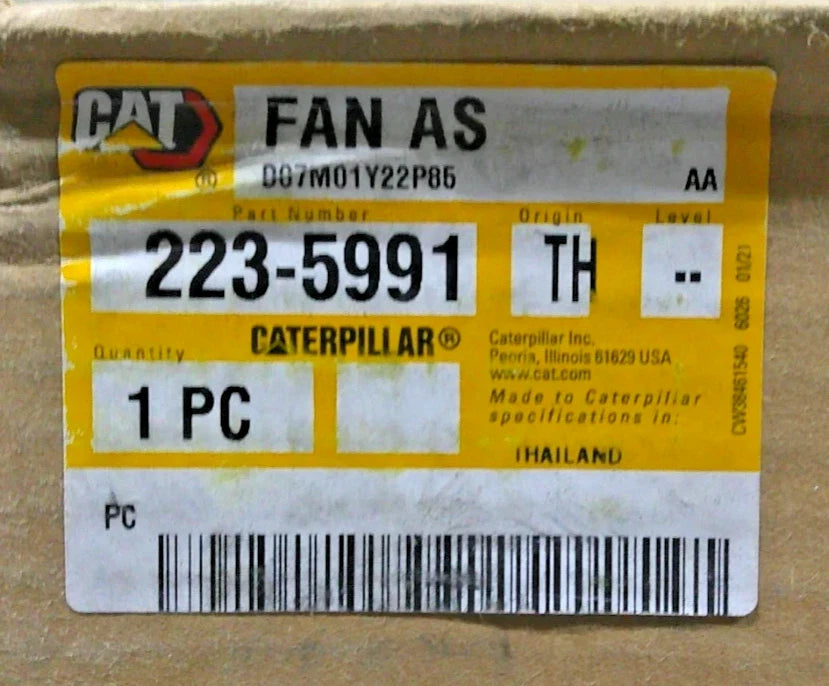 CAT
®
FAN AS
D07M01Y22P85
AA
Part Number
Origin
Level
223-5991
TH
--
CATERPILLAR®
Quantity
1 PC
Caterpillar Inc.
Peoria, Illinois 61629 USA
www.cat.com
Made to Caterpillar
specifications in:
THAILAND
CW38461540 6026 01/21
PC